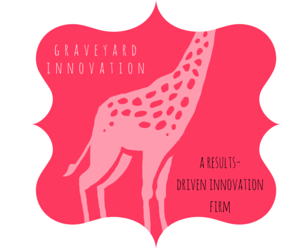 GRAVEYARD
INNOVATION
A RESULTS-
DRIVEN INNOVATION
FIRM